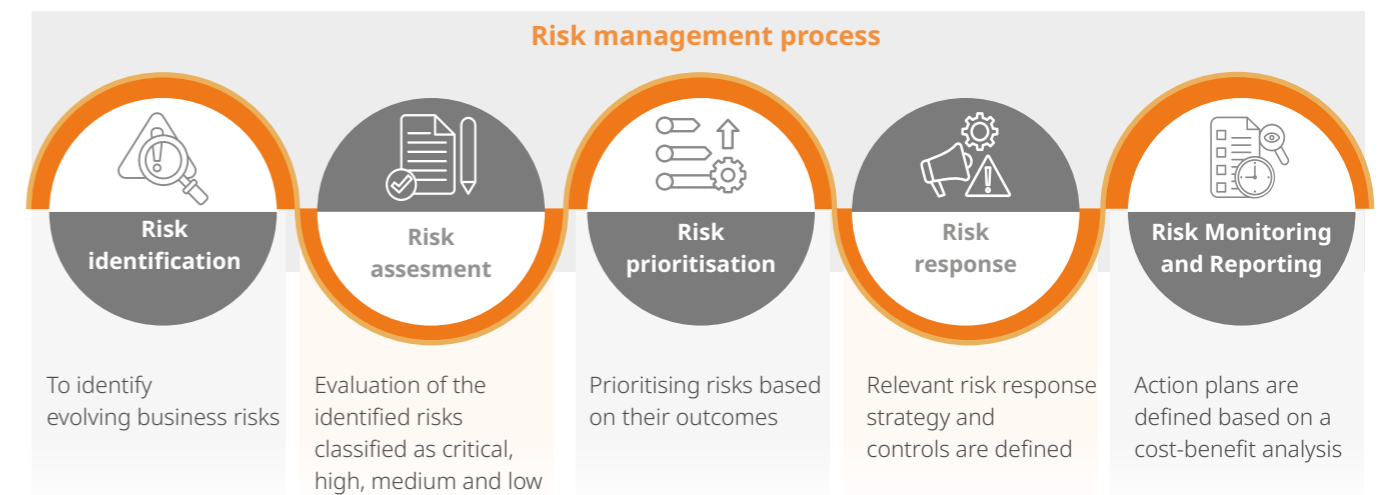 Risk management process
Risk
identification
To identify
evolving business risks
Risk
assesment
Evaluation of the
identified risks
classified as critical,
high, medium and low
Risk
prioritisation
Prioritising risks based
on their outcomes
Risk
response
Relevant risk response
strategy and
controls are defined
Risk Monitoring
and Reporting
Action plans are
defined based on a
cost-benefit analysis